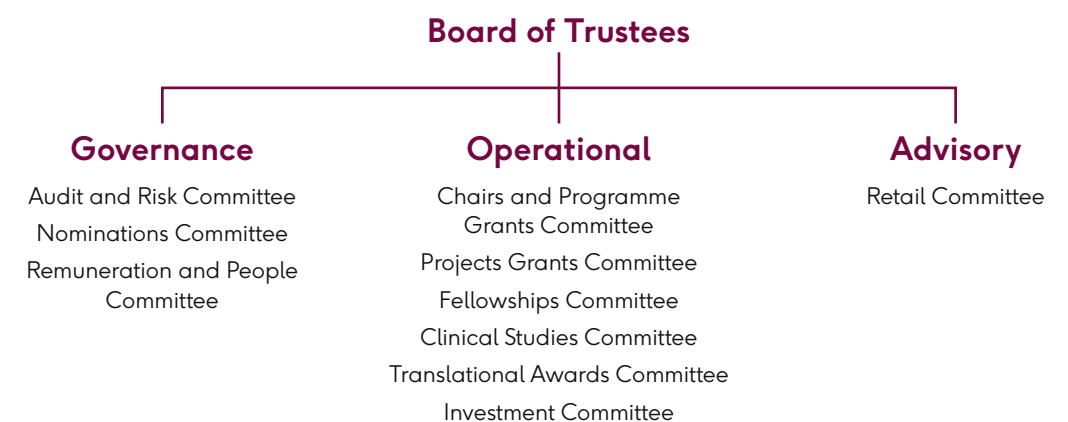 Board of Trustees
Governance
Audit and Risk Committee
Nominations Committee
Remuneration and People
Committee
Operational
Chairs and Programme
Grants Committee
Projects Grants Committee
Fellowships Committee
Clinical Studies Committee
Translational Awards Committee
Investment Committee
Advisory
Retail Committee